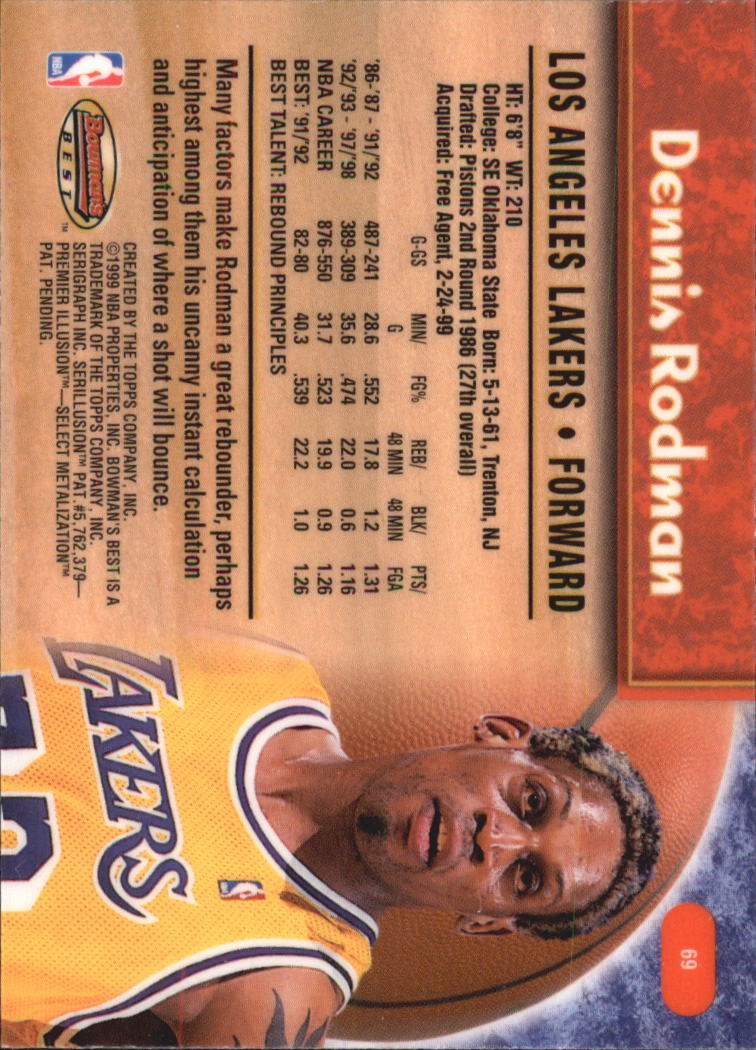 Dennis Rodman
69
LOS ANGELES LAKERS • FORWARD
HT: 6'8" WT: 210
College: SE Oklahoma State Born: 5-13-61, Trenton, NJ
Drafted: Pistons 2nd Round 1986 (27th overall)
Acquired: Free Agent, 2-24-99
MIN/ REB/ BLK/ PTS/
G-GS G FG% 48 MIN 48 MIN FGA
'86-'87 - '91/'92 487-241 28.6 .552 17.8 1.2 1.31
'92/'93 - '97/'98 389-309 35.6 .474 22.0 0.6 1.16
NBA CAREER 876-550 31.7 .523 19.9 0.9 1.26
BEST: '91/'92 82-80 40.3 .539 22.2 1.0 1.26
BEST TALENT: REBOUND PRINCIPLES
Many factors make Rodman a great rebounder, perhaps
highest among them his uncanny instant calculation
and anticipation of where a shot will bounce.
NBA
Bowman's
BEST™
CREATED BY THE TOPPS COMPANY, INC.
©1999 NBA PROPERTIES, INC. BOWMAN'S BEST IS A
TRADEMARK OF THE TOPPS COMPANY, INC.
SERIGRAPH INC. SERILLUSION™ PAT. #5,762,379—
PREMIER ILLUSION™—SELECT METALIZATION™
PAT. PENDING.
LAKERS